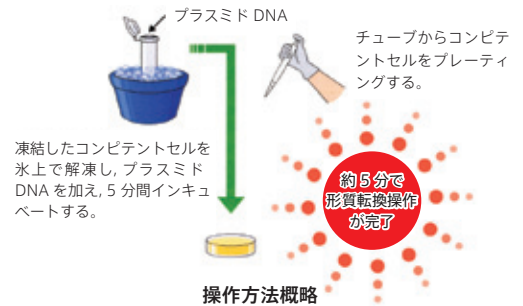 プラスミド DNA
チューブからコンピテ
ントセルをプレーティ
ングする。
凍結したコンピテントセルを
氷上で解凍し, プラスミド
DNA を加え, 5 分間インキュ
ベートする。
約 5 分で
形質転換操作
が完了
操作方法概略